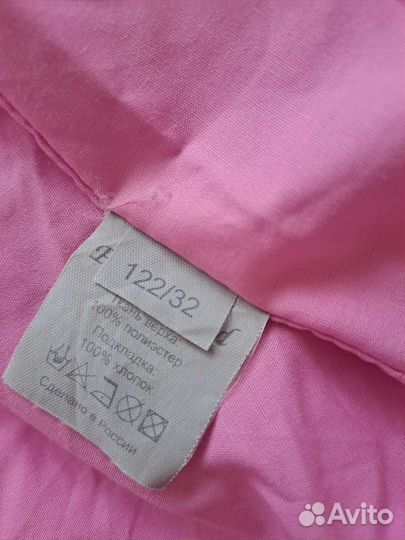 122/32
Ткань верха:
100% полиэстер
Подкладка:
100% хлопок
Сделано в России
Avito